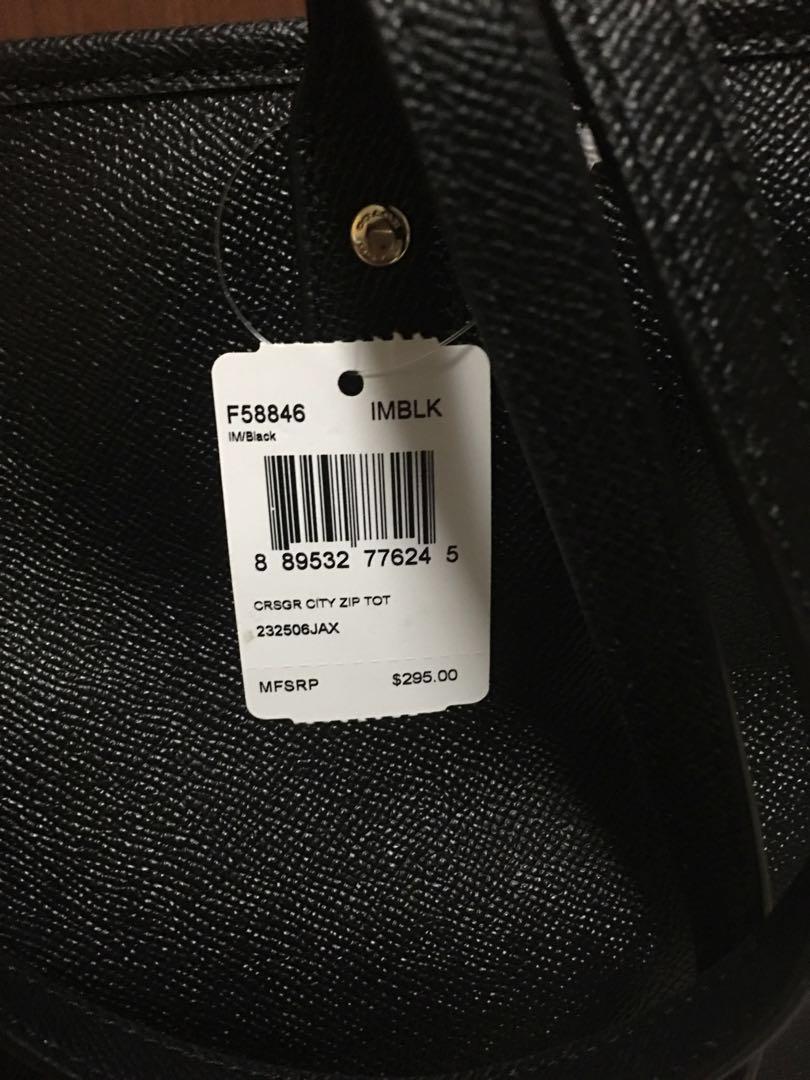 F58846 IMBLK
IM/Black
8 89532 77624 5
CRSGR CITY ZIP TOT
232506JAX
MFSRP $295.00